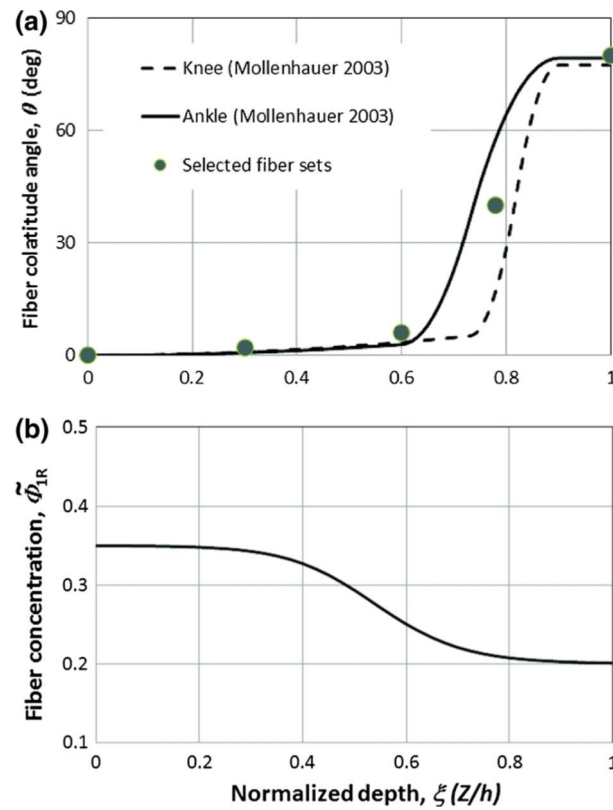 (a)
90
60
30
0
Fiber colatitude angle, θ (deg)
Knee (Mollenhauer 2003)
Ankle (Mollenhauer 2003)
Selected fiber sets
0 0.2 0.4 0.6 0.8 1
(b)
0.5
0.4
0.3
0.2
0.1
Fiber concentration, Φ̃₁R
0 0.2 0.4 0.6 0.8 1
Normalized depth, ξ (Z/h)